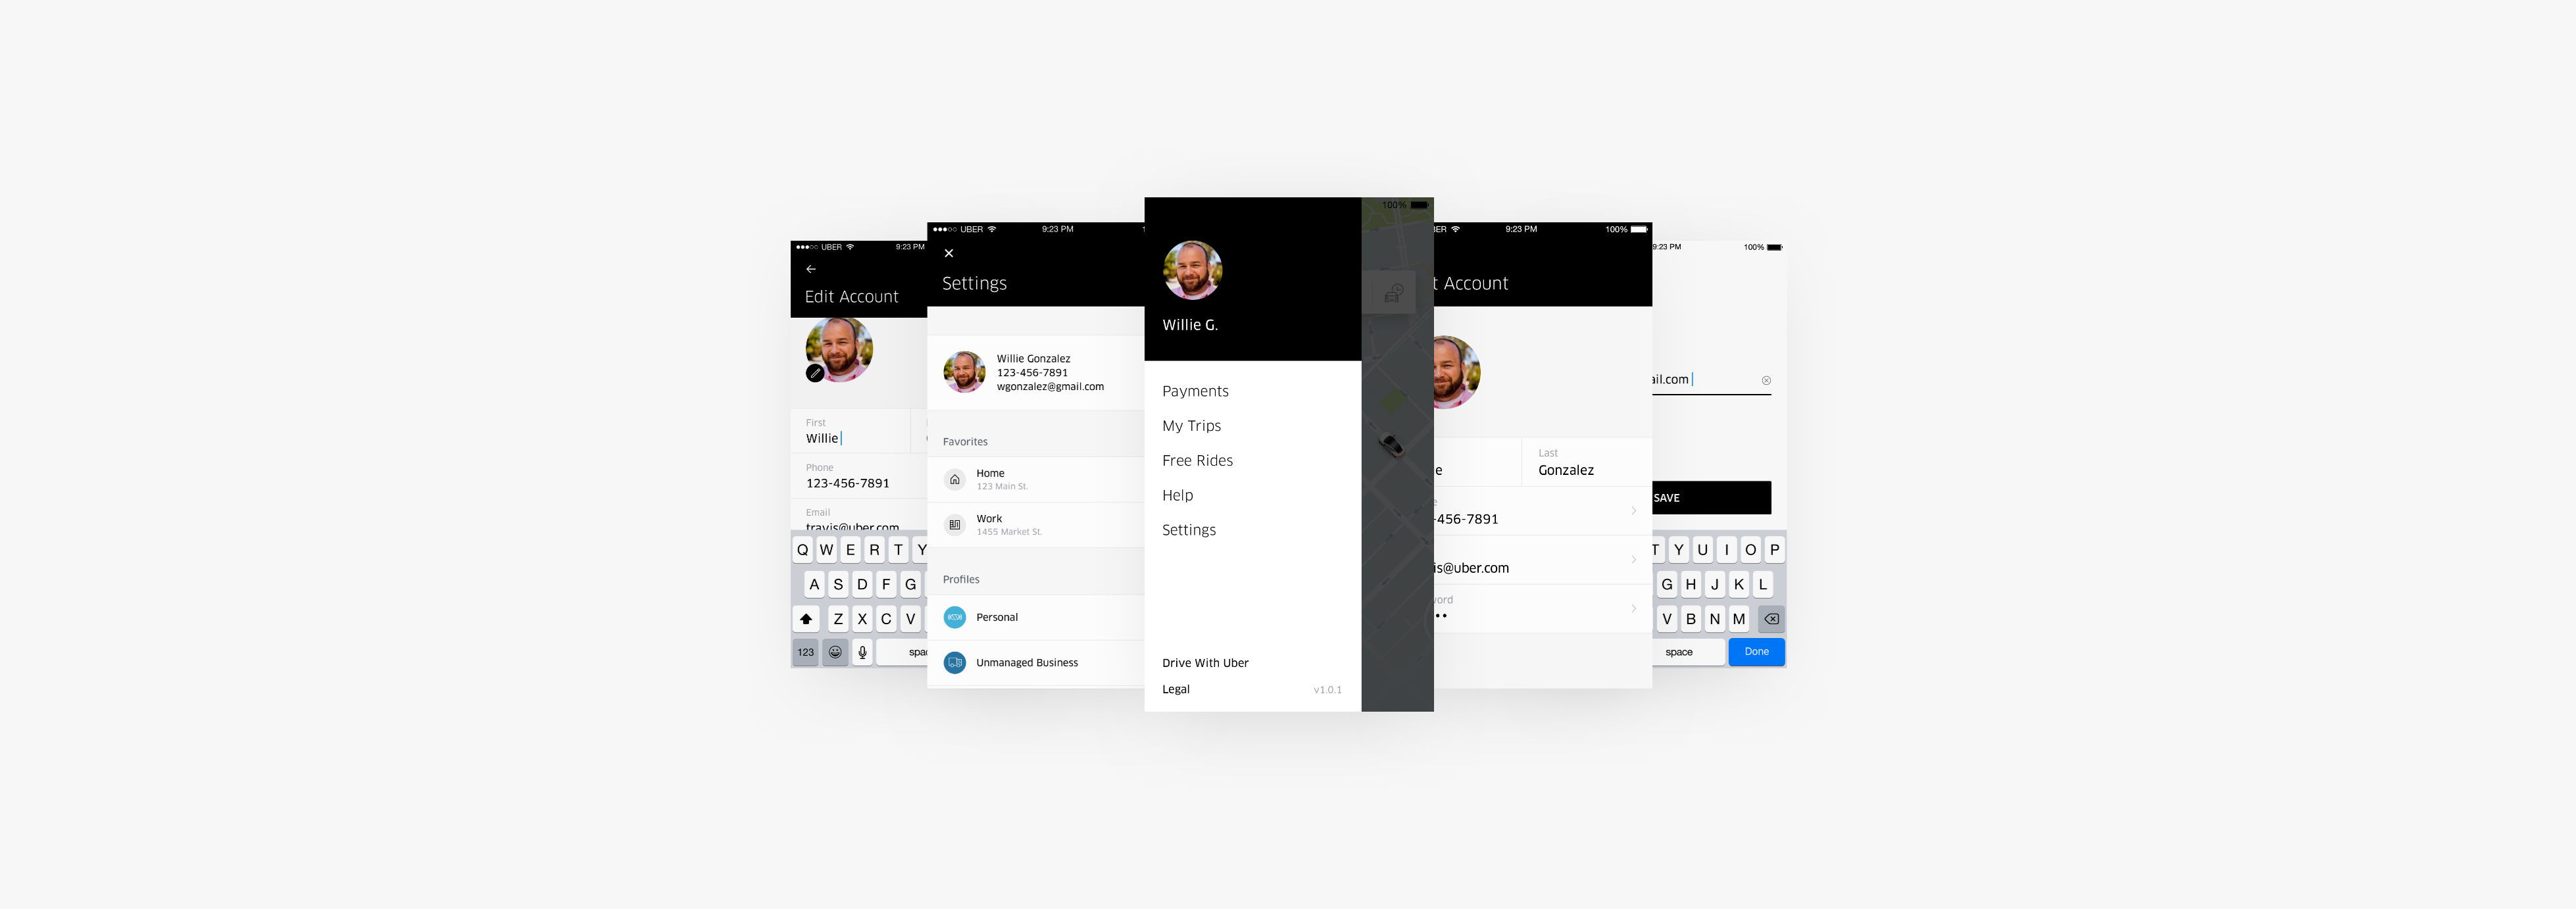 UBER 9:23 PM
Edit Account
First
Willie
Phone
123-456-7891
Email
travis@uber.com
Q W E R T Y
A S D F G
Z X C V
123
UBER 9:23 PM
Settings
Willie Gonzalez
123-456-7891
wgonzalez@gmail.com
Favorites
Home
123 Main St.
Work
1455 Market St.
Profiles
Personal
Unmanaged Business
100%
Willie G.
Payments
My Trips
Free Rides
Help
Settings
Drive With Uber
Legal v1.0.1
9:23 PM 100%
Account
Last
Gonzalez
-456-7891
is@uber.com
9:23 PM 100%
ail.com
SAVE
T Y U I O P
G H J K L
V B N M
space Done